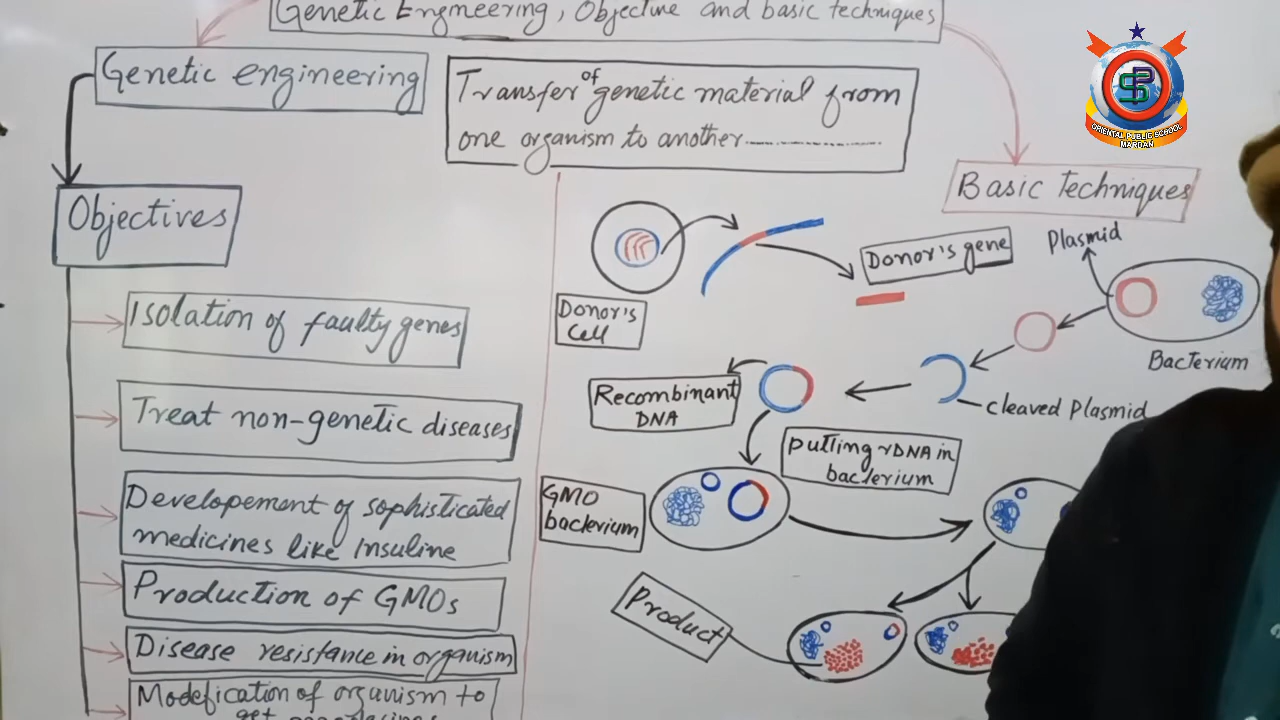 Genetic Engineering, Objective and basic techniques
Genetic engineering
Transfer of genetic material from
one organism to another
Objectives
Isolation of faulty genes
Treat non-genetic diseases
Developement of sophisticated
medicines like Insuline
Production of GMOs
Disease resistance in organism
Modefication of organism to
get
Basic Techniques
Donor's
Cell
Donor's gene
Plasmid
Bacterium
cleaved Plasmid
Recombinant
DNA
putting rDNA in
bacterium
GMO
bacterium
Product
ORIENTAL PUBLIC SCHOOL
MARDAN